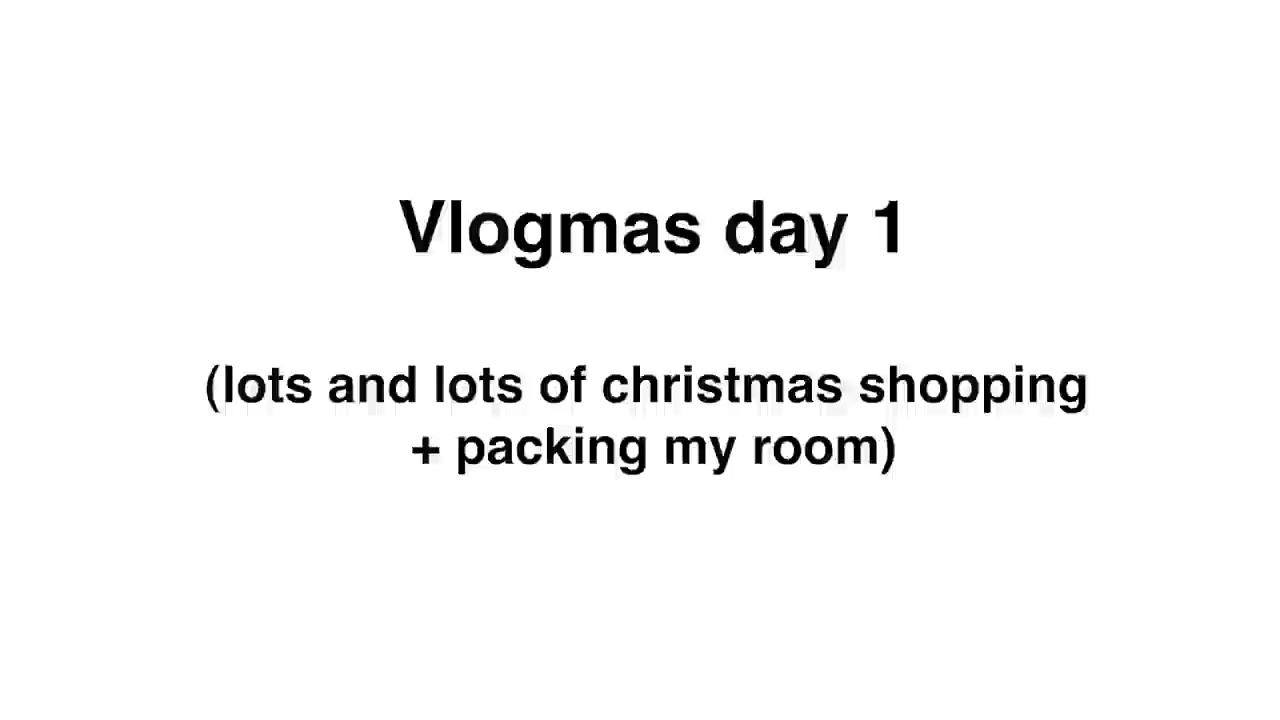 Vlogmas day 1
(lots and lots of christmas shopping
+ packing my room)